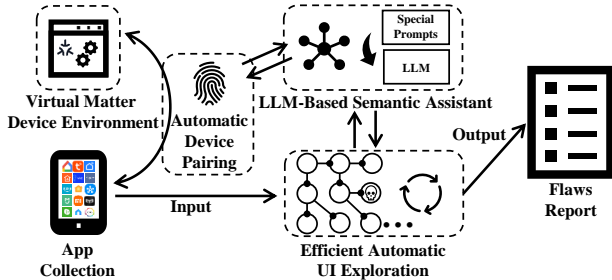 Special
Prompts
LLM
Virtual Matter
Device Environment
Automatic
Device
Pairing
LLM-Based Semantic Assistant
Output
Input
App
Collection
Efficient Automatic
UI Exploration
Flaws
Report